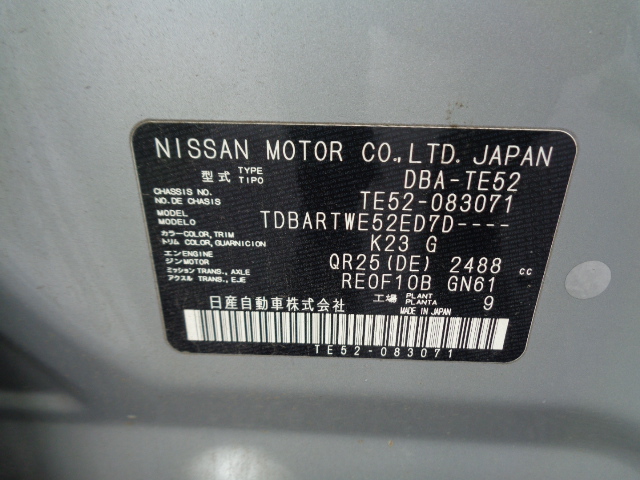 NISSAN MOTOR CO.,LTD. JAPAN
型式 TYPE TIPO DBA-TE52
CHASSIS NO. NO.DE CHASIS TE52-083071
MODEL MODELO TDBARTWE52ED7D----
カラー COLOR, TRIM トリム COLOR, GUARNICION K23 G
エンジン ENGINE MOTOR QR25(DE) 2488 cc
ミッション TRANS., AXLE アクスル TRANS., EJE RE0F10B GN61
日産自動車株式会社 工場 PLANT PLANTA 9
MADE IN JAPAN
TE52-083071